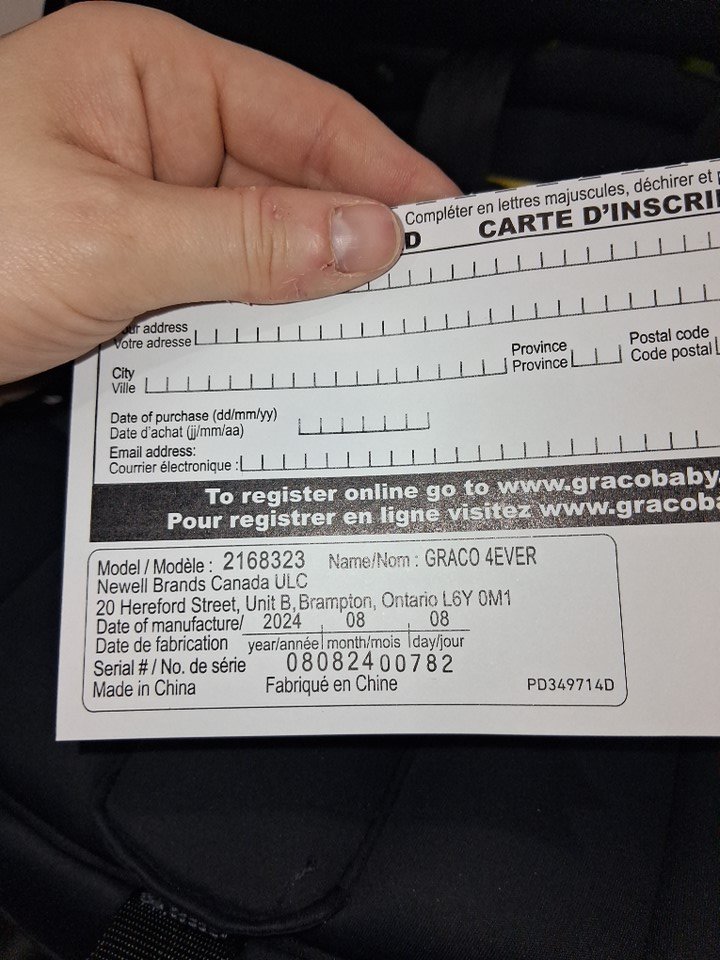 Compléter en lettres majuscules, déchirer et
D CARTE D'INSCRI
address
Votre adresse
City
Ville
Province
Province
Postal code
Code postal
Date of purchase (dd/mm/yy)
Date d'achat (jj/mm/aa)
Email address:
Courrier électronique :
To register online go to www.gracobaby.
Pour registrer en ligne visitez www.gracoba
Model / Modèle : 2168323 Name/Nom : GRACO 4EVER
Newell Brands Canada ULC
20 Hereford Street, Unit B, Brampton, Ontario L6Y 0M1
Date of manufacture/ 2024 08 08
Date de fabrication year/année month/mois day/jour
Serial # / No. de série 08082400782
Made in China Fabriqué en Chine PD349714D